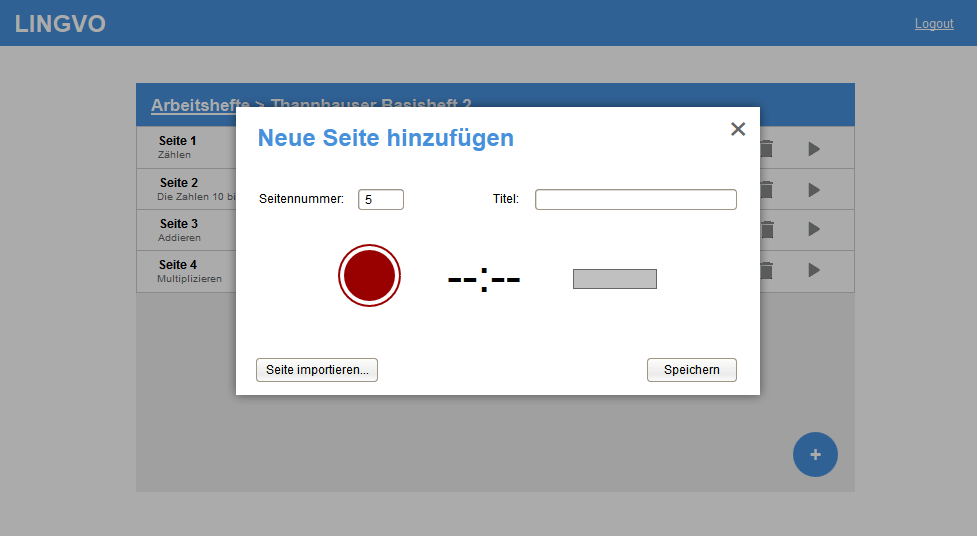 LINGVO
Logout
Arbeitshefte > Thannhauser Basisheft 2
Neue Seite hinzufügen
Seite 1
Zählen
Seite 2
Die Zahlen 10 bi
Seitennummer: 5 Titel:
Seite 3
Addieren
Seite 4
Multiplizieren
--:--
Seite importieren...
Speichern
+